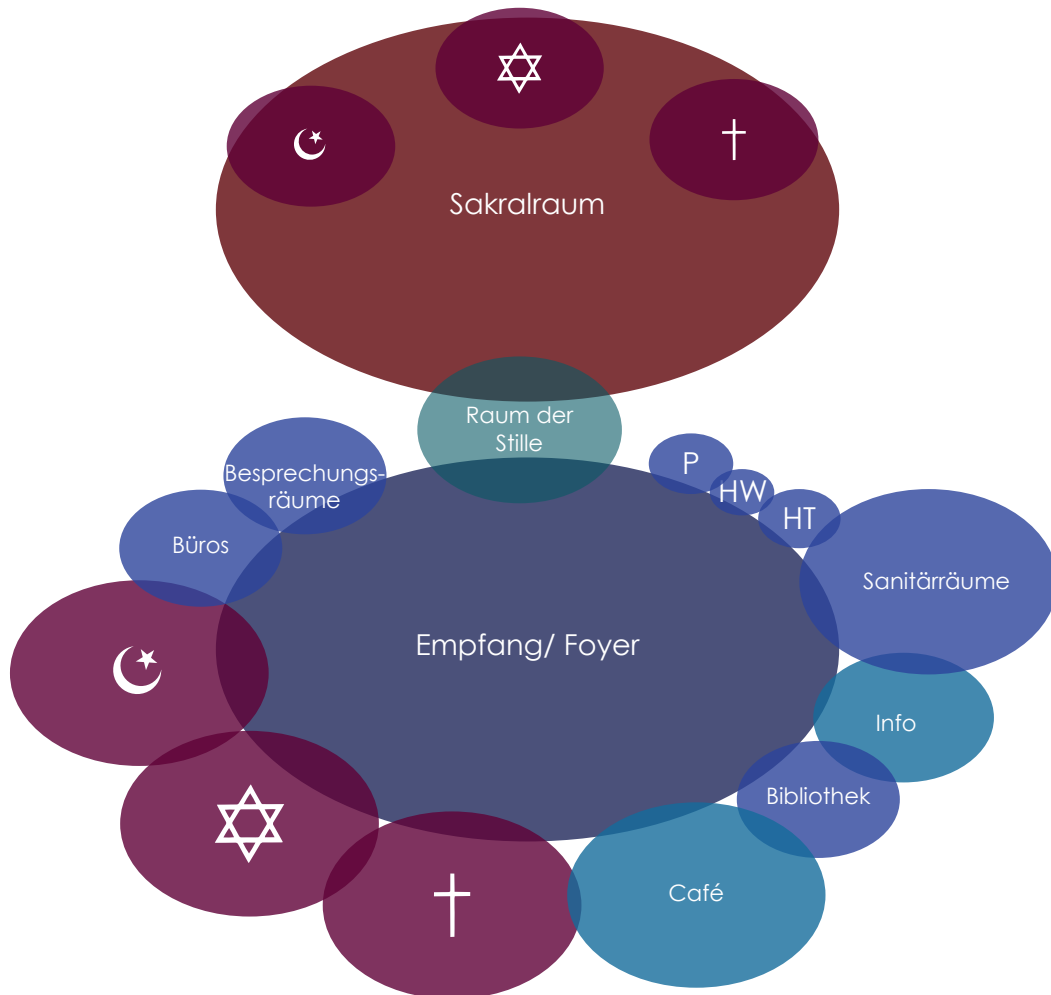 Sakralraum
Raum der
Stille
P
HW
HT
Besprechungs-
räume
Büros
Sanitärräume
Empfang/ Foyer
Info
Bibliothek
Café